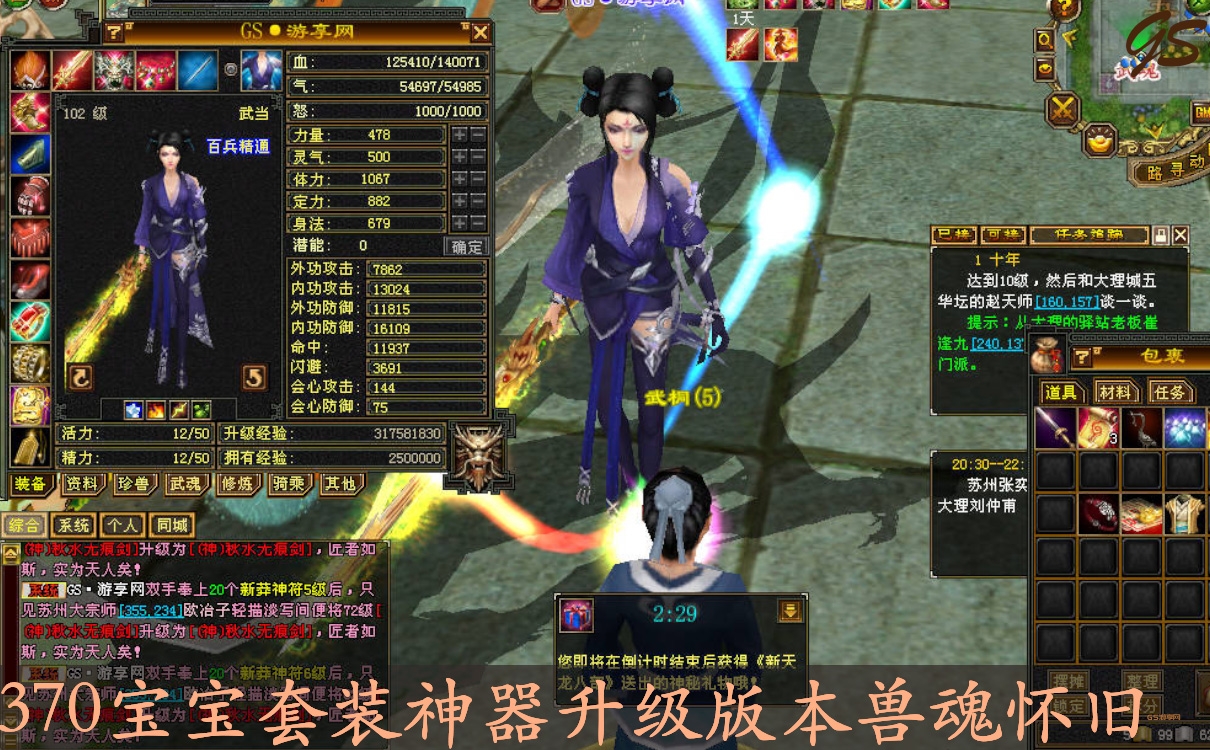 GS●游享网
102 级
武当
百兵精通
血: 125410/140071
气: 54697/54985
怒: 1000/1000
力量: 478
灵气: 500
体力: 1067
定力: 882
身法: 679
潜能: 0 确定
外功攻击: 7862
内功攻击: 13024
外功防御: 11815
内功防御: 16109
命中: 11937
闪避: 3691
会心攻击: 144
会心防御: 75
活力: 12/50 升级经验: 317581830
精力: 12/50 拥有经验: 2500000
装备 资料 珍兽 武魂 修炼 骑乘 其他
综合 系统 个人 同城
(神)秋水无痕剑]升级为[(神)秋水无痕剑]，匠者如
斯，实为天人矣!
系统 GS·游享网双手奉上20个新莽神符5级后，只
见苏州大宗师[355,234]欧冶子轻描淡写间便将72级[
(神)秋水无痕剑]升级为[(神)秋水无痕剑]，匠者如
斯，实为天人矣!
系统 GS·游享网双手奉上20个新莽神符6级后，只
1天
武桐(5)
GS
路寻动
已接 可接 任务追踪
1 十年
达到10级，然后和大理城五
华坛的赵天师[160,157]谈一谈。
提示：从大理的驿站老板崔
逢九[240,13
门派。
20:30--22:
苏州张奕
大理刘仲甫
包裹
道具 材料 任务
3
2:29
您即将在倒计时结束后获得《新天
龙八部》送出的神秘礼物哦!
摆摊 整理
锁定
370宝宝套装神器升级版本兽魂怀旧